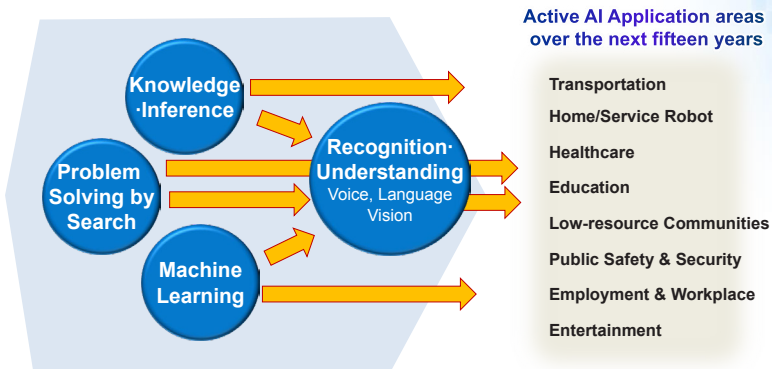 Active AI Application areas
over the next fifteen years
Knowledge
·Inference
Problem
Solving by
Search
Machine
Learning
Recognition·
Understanding
Voice, Language
Vision
Transportation
Home/Service Robot
Healthcare
Education
Low-resource Communities
Public Safety & Security
Employment & Workplace
Entertainment